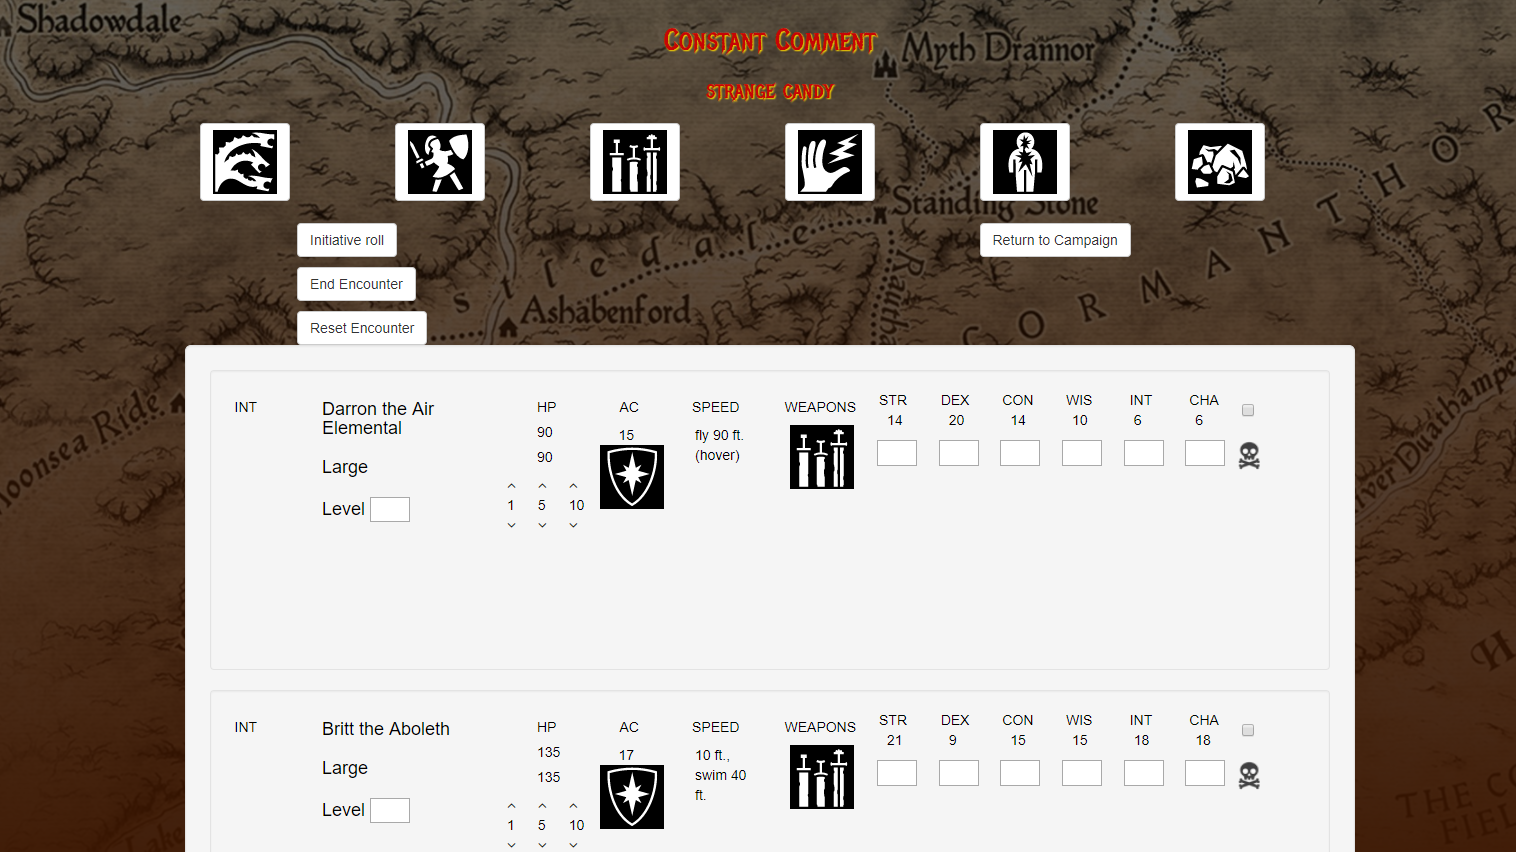 Shadowdale
Constant Comment
Myth Drannor
STRANGE CANDY
Standing Stone
Initiative roll
Return to Campaign
End Encounter
Ashabenford
CORMANTHOR
Reset Encounter
Moonsea Ride
INT
Darron the Air
Elemental
Large
Level
HP
90
90
1 5 10
AC
15
SPEED
fly 90 ft.
(hover)
WEAPONS
STR DEX CON WIS INT CHA
14 20 14 10 6 6
INT
Britt the Aboleth
Large
Level
HP
135
135
1 5 10
AC
17
SPEED
10 ft.,
swim 40
ft.
WEAPONS
STR DEX CON WIS INT CHA
21 9 15 15 18 18